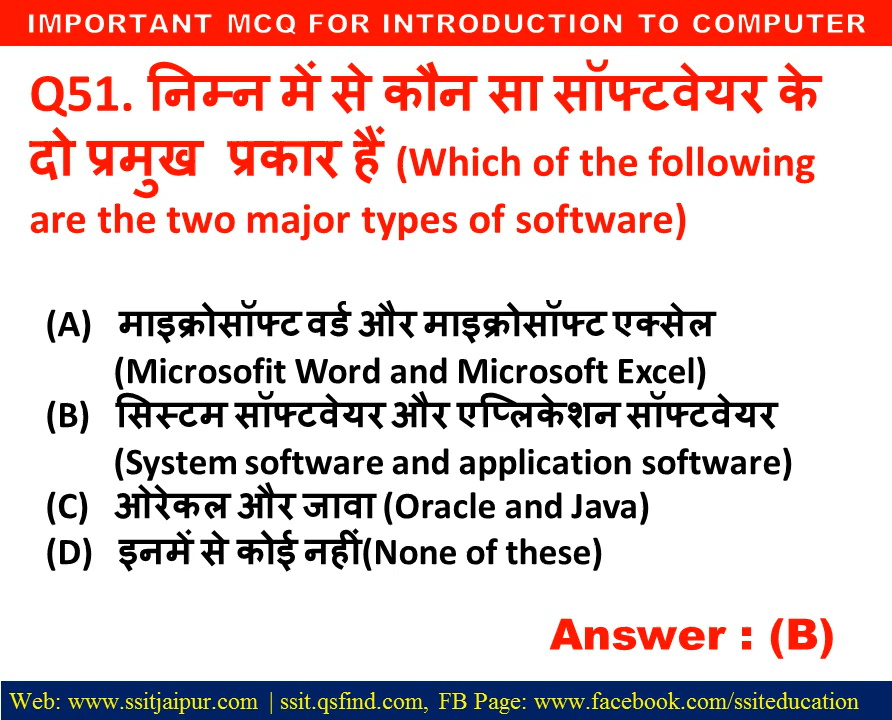 IMPORTANT MCQ FOR INTRODUCTION TO COMPUTER
Q51. निम्न में से कौन सा सॉफ्टवेयर के
दो प्रमुख प्रकार हैं (Which of the following
are the two major types of software)
(A) माइक्रोसॉफ्ट वर्ड और माइक्रोसॉफ्ट एक्सेल
(Microsofit Word and Microsoft Excel)
(B) सिस्टम सॉफ्टवेयर और एप्लिकेशन सॉफ्टवेयर
(System software and application software)
(C) ओरेकल और जावा (Oracle and Java)
(D) इनमें से कोई नहीं(None of these)
Answer : (B)
Web: www.ssitjaipur.com | ssit.qsfind.com, FB Page: www.facebook.com/ssiteducation